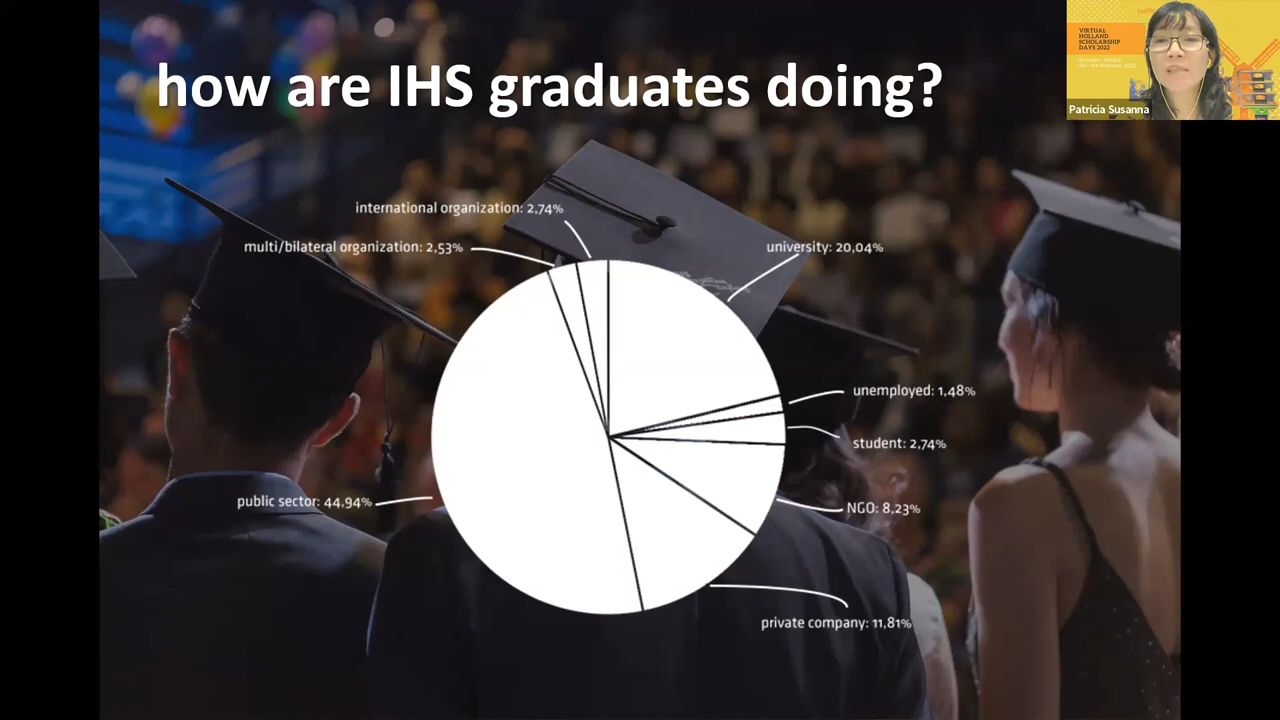 how are IHS graduates doing?
VIRTUAL
HOLLAND
SCHOLARSHIP
DAYS 2022
Patricia Susanna
international organization: 2,74%
multi/bilateral organization: 2,53%
university: 20,04%
unemployed: 1,48%
student: 2,74%
public sector: 44,94%
NGO: 8,23%
private company: 11,81%